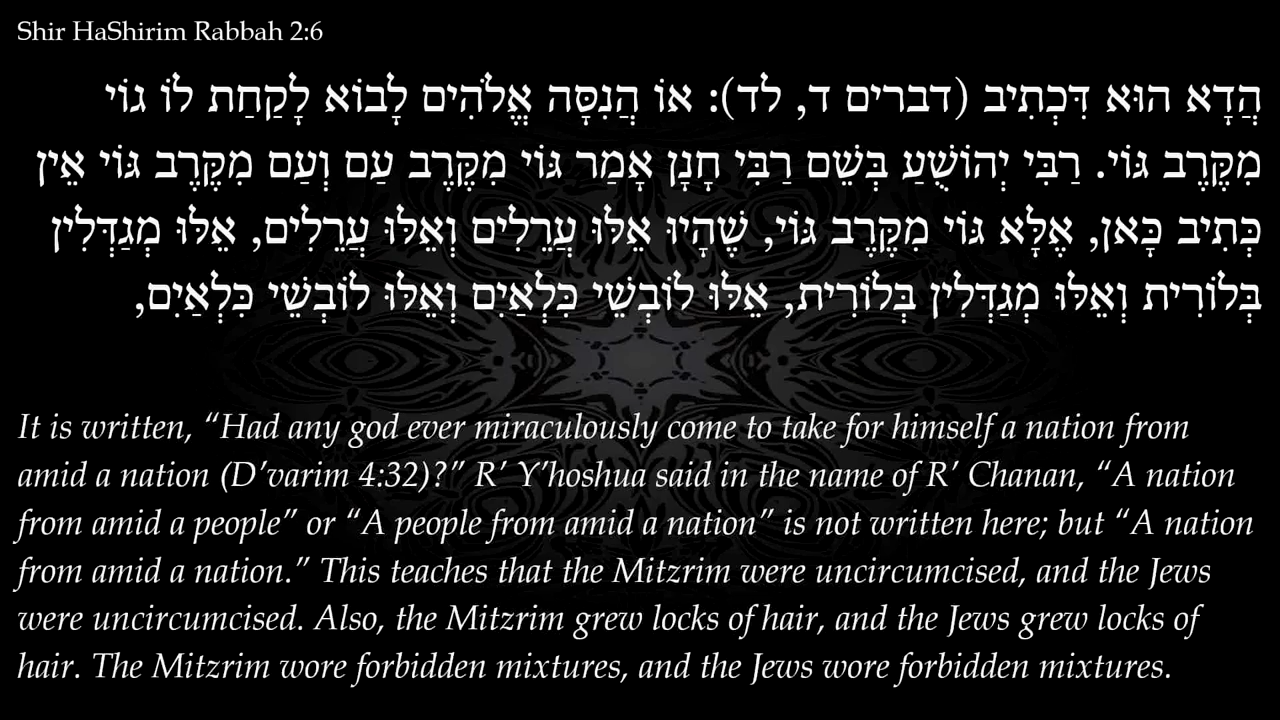 Shir HaShirim Rabbah 2:6
הֲדָא הוּא דִּכְתִיב (דברים ד, לד): אוֹ הֲנִסָּה אֱלֹהִים לָבוֹא לָקַחַת לוֹ גוֹי
מִקֶּרֶב גּוֹי. רַבִּי יְהוֹשֻׁעַ בְּשֵׁם רַבִּי חָנָן אָמַר גּוֹי מִקֶּרֶב עַם וְעַם מִקֶּרֶב גּוֹי אֵין
כְּתִיב כָּאן, אֶלָּא גּוֹי מִקֶּרֶב גּוֹי, שֶׁהָיוּ אֵלּוּ עֲרֵלִים וְאֵלּוּ עֲרֵלִים, אֵלּוּ מְגַדְּלִין
בְּלוֹרִית וְאֵלּוּ מְגַדְּלִין בְּלוֹרִית, אֵלּוּ לוֹבְשֵׁי כִּלְאַיִם וְאֵלּוּ לוֹבְשֵׁי כִּלְאַיִם,
It is written, “Had any god ever miraculously come to take for himself a nation from
amid a nation (D’varim 4:32)?” R’ Y’hoshua said in the name of R’ Chanan, “A nation
from amid a people” or “A people from amid a nation” is not written here; but “A nation
from amid a nation.” This teaches that the Mitzrim were uncircumcised, and the Jews
were uncircumcised. Also, the Mitzrim grew locks of hair, and the Jews grew locks of
hair. The Mitzrim wore forbidden mixtures, and the Jews wore forbidden mixtures.